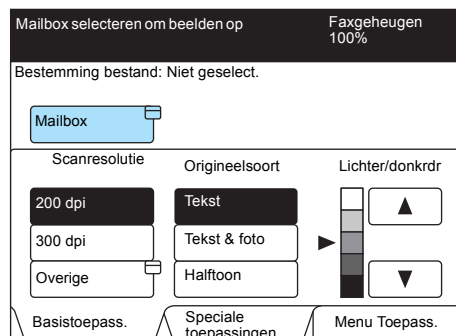 Mailbox selecteren om beelden op
Faxgeheugen
100%
Bestemming bestand: Niet geselect.
Mailbox
Scanresolutie
Origineelsoort
Lichter/donkrdr
200 dpi
Tekst
300 dpi
Tekst & foto
Overige
Halftoon
Basistoepass.
Speciale
toepassingen
Menu Toepass.